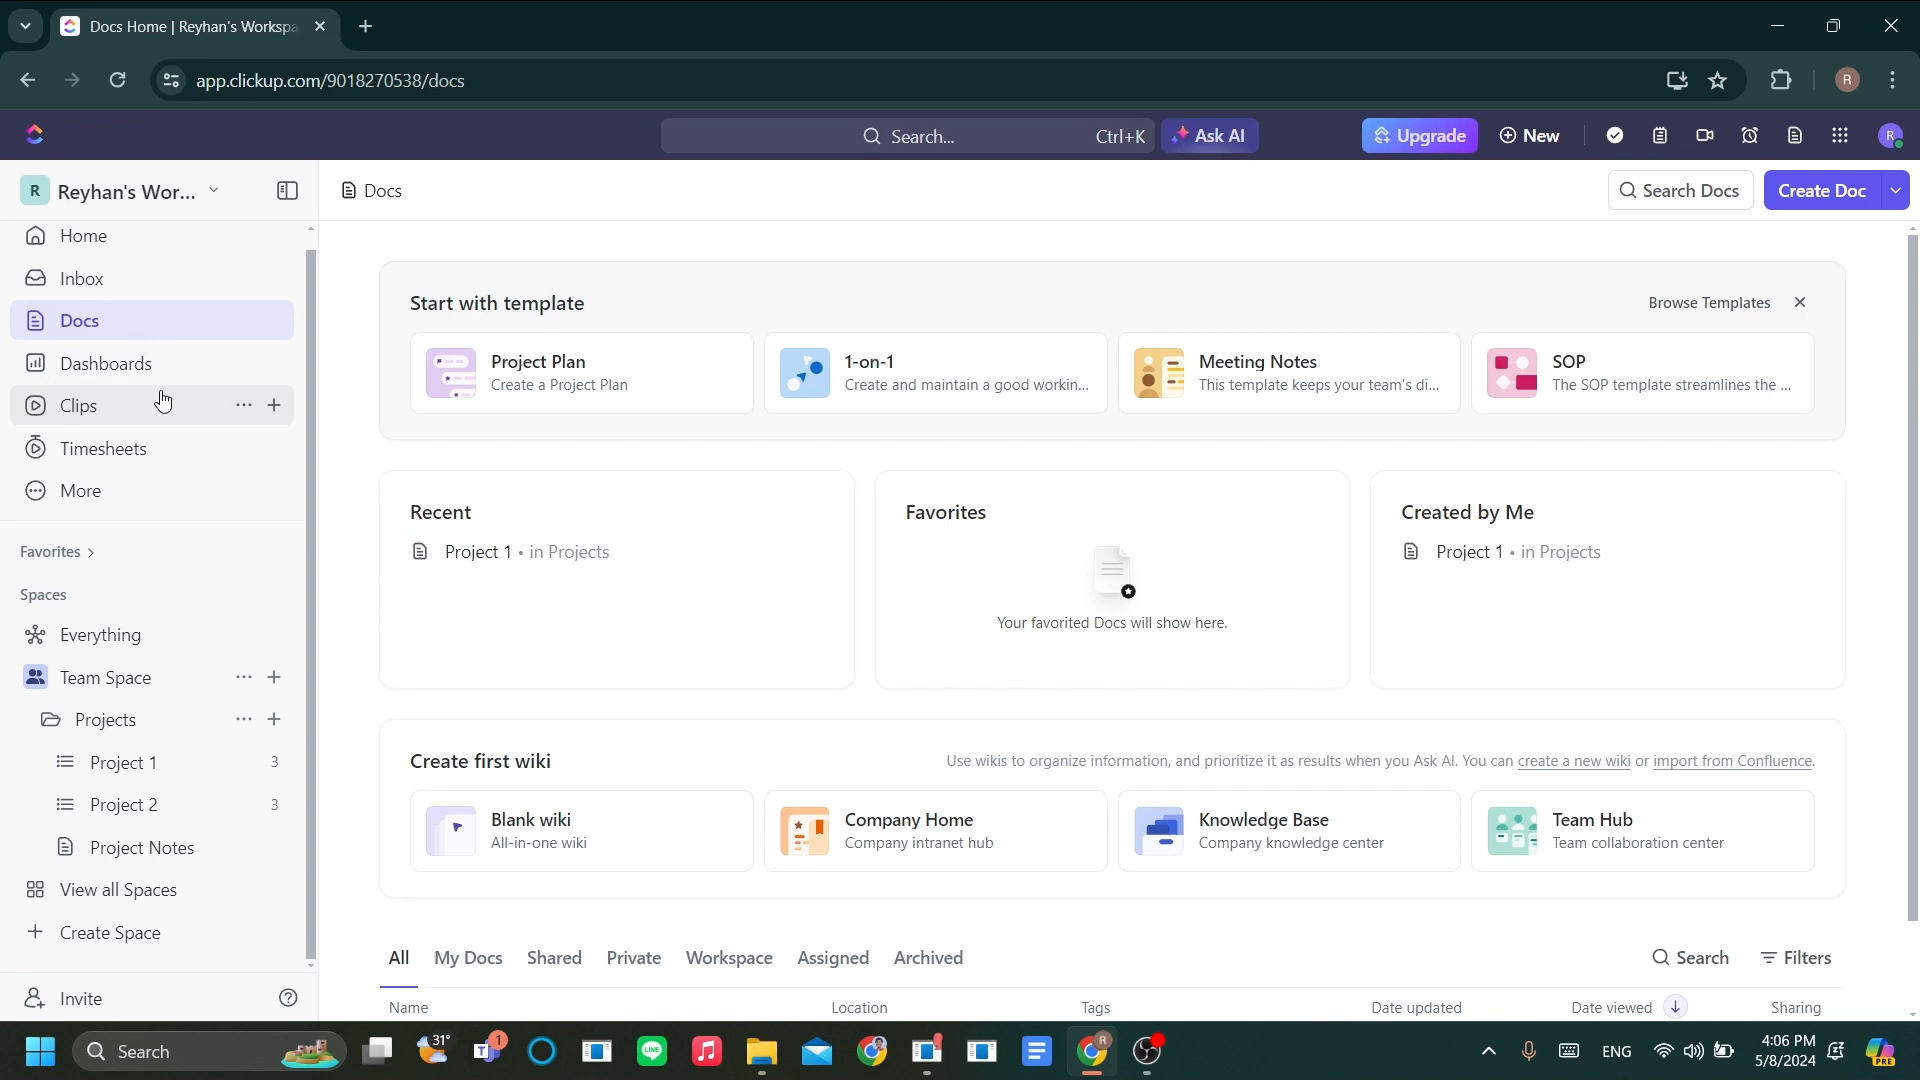 Docs Home | Reyhan's Workspa
app.clickup.com/9018270538/docs
R
Search...
Ctrl+K
Ask AI
Upgrade
New
R
R
Reyhan's Wor...
Docs
Search Docs
Create Doc
Home
Inbox
Docs
Dashboards
Clips
Timesheets
More
Favorites
Spaces
Everything
Team Space
Projects
Project 1
3
Project 2
3
Project Notes
View all Spaces
Create Space
Invite
Start with template
Browse Templates
Project Plan
Create a Project Plan
1-on-1
Create and maintain a good workin...
Meeting Notes
This template keeps your team's di...
SOP
The SOP template streamlines the ...
Recent
Project 1 • in Projects
Favorites
Your favorited Docs will show here.
Created by Me
Project 1 • in Projects
Create first wiki
Use wikis to organize information, and prioritize it as results when you Ask AI. You can create a new wiki or import from Confluence.
Blank wiki
All-in-one wiki
Company Home
Company intranet hub
Knowledge Base
Company knowledge center
Team Hub
Team collaboration center
All
My Docs
Shared
Private
Workspace
Assigned
Archived
Search
Filters
Name
Location
Tags
Date updated
Date viewed
Sharing
Search
31°
1
LINE
R
ENG
4:06 PM
5/8/2024
PRE